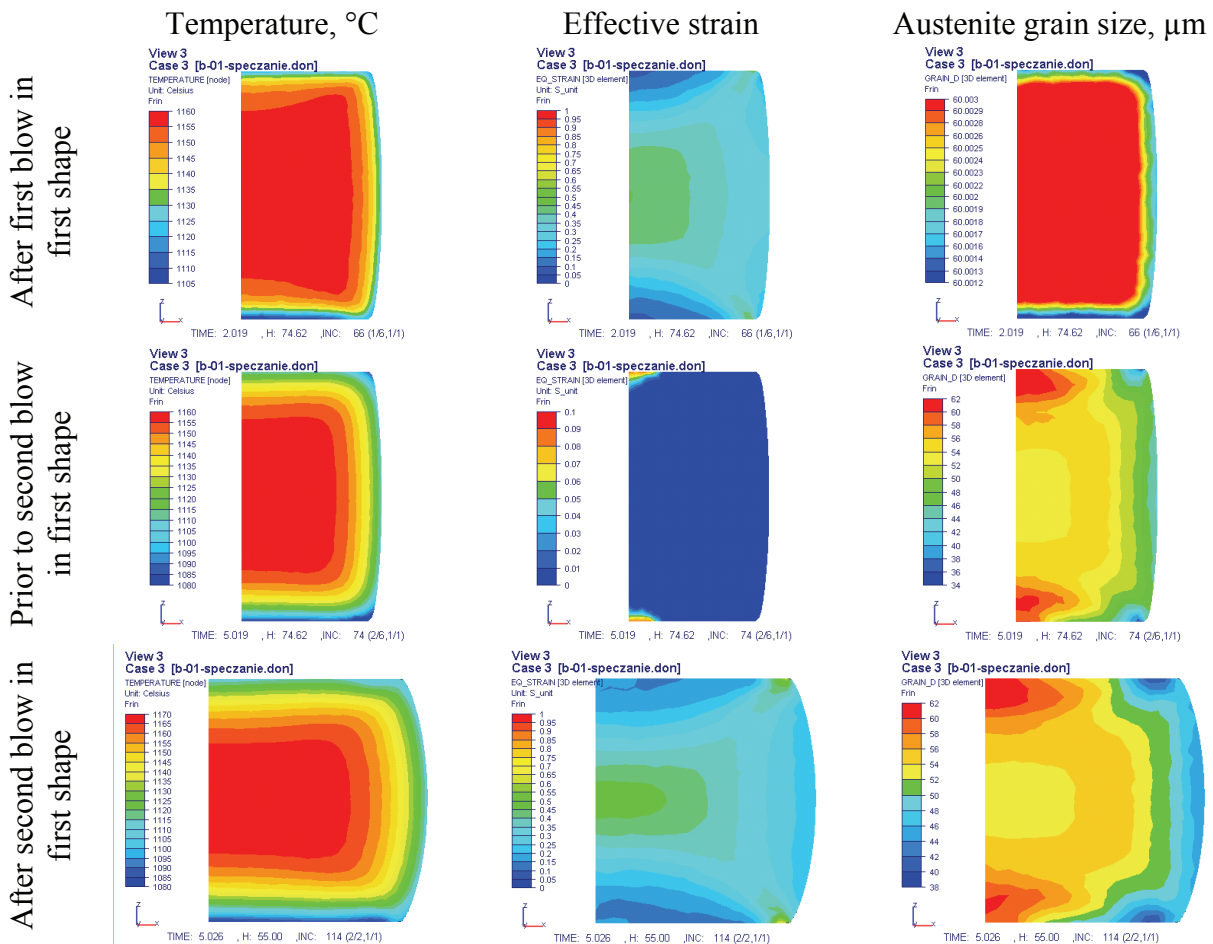 Temperature, °C
Effective strain
Austenite grain size, µm
After first blow in
first shape
View 3
Case 3 [b-01-speczanie.don]
TEMPERATURE [node]
Unit: Celsius
Frin
1160
1155
1150
1145
1140
1135
1130
1125
1120
1115
1110
1105
z
y
x
TIME: 2.019 , H: 74.62 ,INC: 66 (1/6,1/1)
View 3
Case 3 [b-01-speczanie.don]
EQ_STRAIN [3D element]
Unit: S_unit
Frin
1
0.95
0.9
0.85
0.8
0.75
0.7
0.65
0.6
0.55
0.5
0.45
0.4
0.35
0.3
0.25
0.2
0.15
0.1
0.05
0
z
y
x
TIME: 2.019 , H: 74.62 ,INC: 66 (1/6,1/1)
View 3
Case 3 [b-01-speczanie.don]
GRAIN_D [3D element]
Frin
60.003
60.0029
60.0028
60.0026
60.0025
60.0024
60.0023
60.0022
60.002
60.0019
60.0018
60.0017
60.0016
60.0014
60.0013
60.0012
z
y
x
TIME: 2.019 , H: 74.62 ,INC: 66 (1/6,1/1)
Prior to second blow
in first shape
View 3
Case 3 [b-01-speczanie.don]
TEMPERATURE [node]
Unit: Celsius
Frin
1160
1155
1150
1145
1140
1135
1130
1125
1120
1115
1110
1105
1100
1095
1090
1085
1080
z
y
x
TIME: 5.019 , H: 74.62 ,INC: 74 (2/6,1/1)
View 3
Case 3 [b-01-speczanie.don]
EQ_STRAIN [3D element]
Unit: S_unit
Frin
0.1
0.09
0.08
0.07
0.06
0.05
0.04
0.03
0.02
0.01
0
z
y
x
TIME: 5.019 , H: 74.62 ,INC: 74 (2/6,1/1)
View 3
Case 3 [b-01-speczanie.don]
GRAIN_D [3D element]
Frin
62
60
58
56
54
52
50
48
46
44
42
40
38
36
34
z
y
x
TIME: 5.019 , H: 74.62 ,INC: 74 (2/6,1/1)
After second blow in
first shape
View 3
Case 3 [b-01-speczanie.don]
TEMPERATURE [node]
Unit: Celsius
Frin
1170
1165
1160
1155
1150
1145
1140
1135
1130
1125
1120
1115
1110
1105
1100
1095
1090
1085
1080
z
y
x
TIME: 5.026 , H: 55.00 ,INC: 114 (2/2,1/1)
View 3
Case 3 [b-01-speczanie.don]
EQ_STRAIN [3D element]
Unit: S_unit
Frin
1
0.95
0.9
0.85
0.8
0.75
0.7
0.65
0.6
0.55
0.5
0.45
0.4
0.35
0.3
0.25
0.2
0.15
0.1
0.05
0
z
y
x
TIME: 5.026 , H: 55.00 ,INC: 114 (2/2,1/1)
View 3
Case 3 [b-01-speczanie.don]
GRAIN_D [3D element]
Frin
62
60
58
56
54
52
50
48
46
44
42
40
38
z
y
x
TIME: 5.026 , H: 55.00 ,INC: 114 (2/2,1/1)